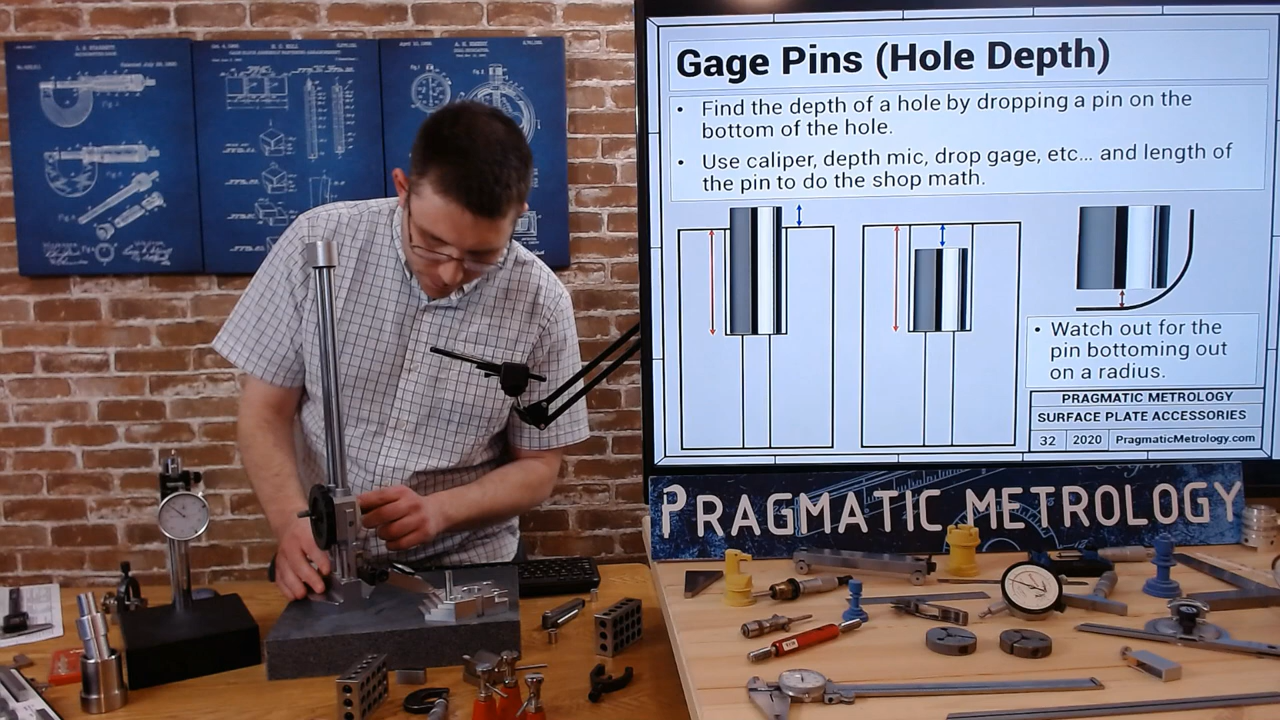 Gage Pins (Hole Depth)
• Find the depth of a hole by dropping a pin on the
bottom of the hole.
• Use caliper, depth mic, drop gage, etc... and length of
the pin to do the shop math.
• Watch out for the
pin bottoming out
on a radius.
PRAGMATIC METROLOGY
SURFACE PLATE ACCESSORIES
32 2020 PragmaticMetrology.com
PRAGMATIC METROLOGY